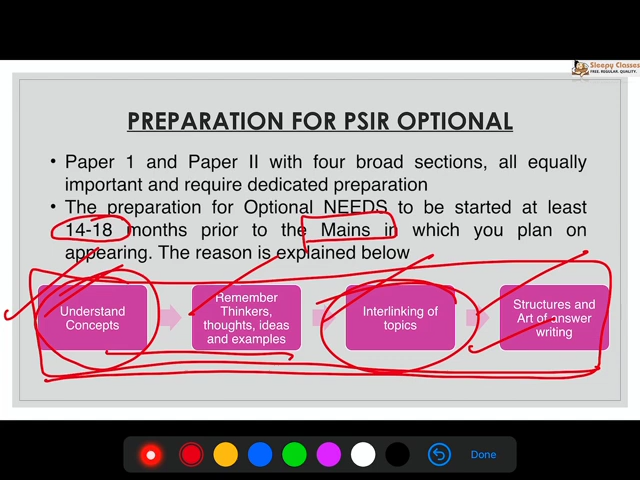 Sleepy Classes
FREE. REGULAR. QUALITY.
PREPARATION FOR PSIR OPTIONAL
• Paper 1 and Paper II with four broad sections, all equally
important and require dedicated preparation
• The preparation for Optional NEEDS to be started at least
14-18 months prior to the Mains in which you plan on
appearing. The reason is explained below
Understand
Concepts
Remember
Thinkers,
thoughts, ideas
and examples
Interlinking of
topics
Structures and
Art of answer
writing
Done